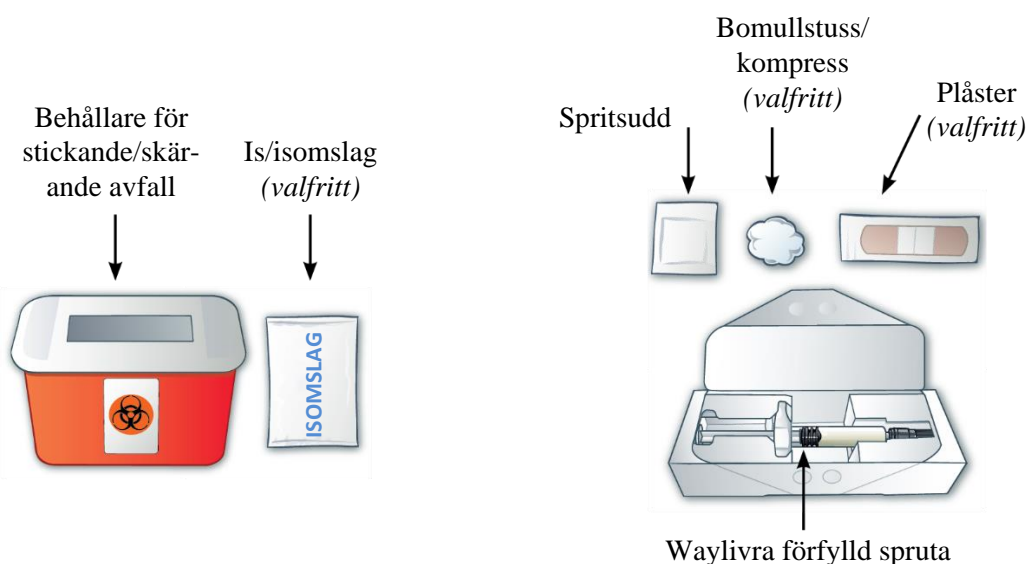 Behållare för
stickande/skär-
ande avfall
Is/isomslag
(valfritt)
ISOMSLAG
Spritsudd
Bomullstuss/
kompress
(valfritt)
Plåster
(valfritt)
Waylivra förfylld spruta